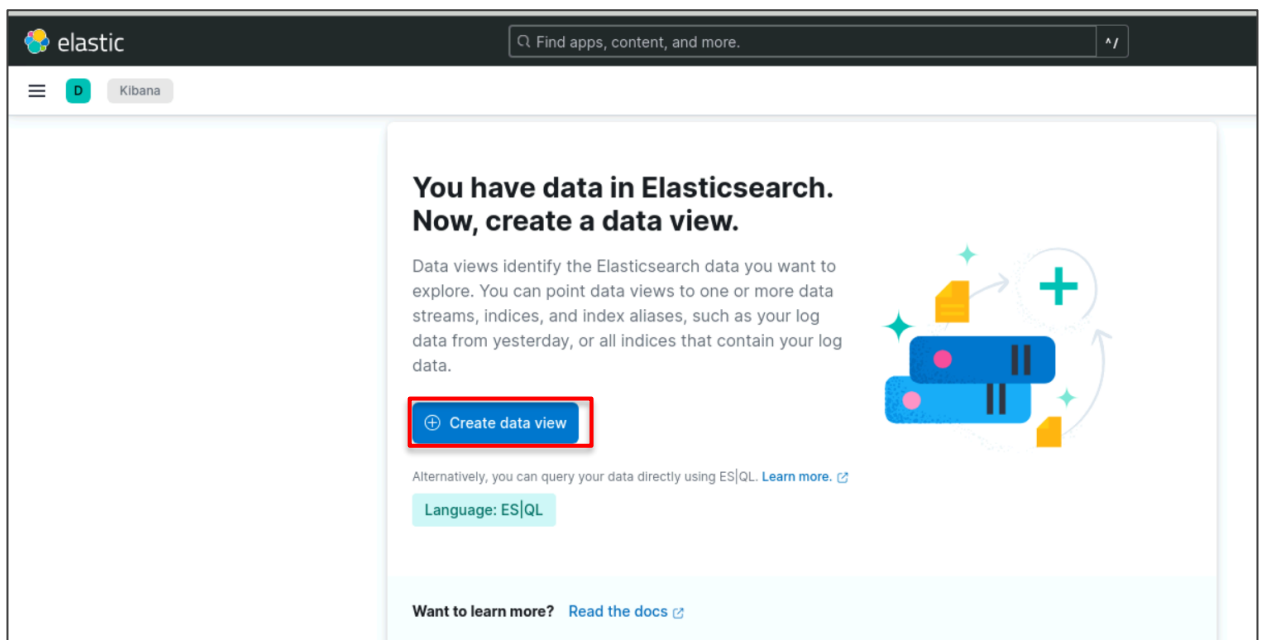 elastic
Find apps, content, and more.
^/
D
Kibana
You have data in Elasticsearch.
Now, create a data view.
Data views identify the Elasticsearch data you want to
explore. You can point data views to one or more data
streams, indices, and index aliases, such as your log
data from yesterday, or all indices that contain your log
data.
Create data view
Alternatively, you can query your data directly using ES|QL. Learn more.
Language: ES|QL
Want to learn more? Read the docs